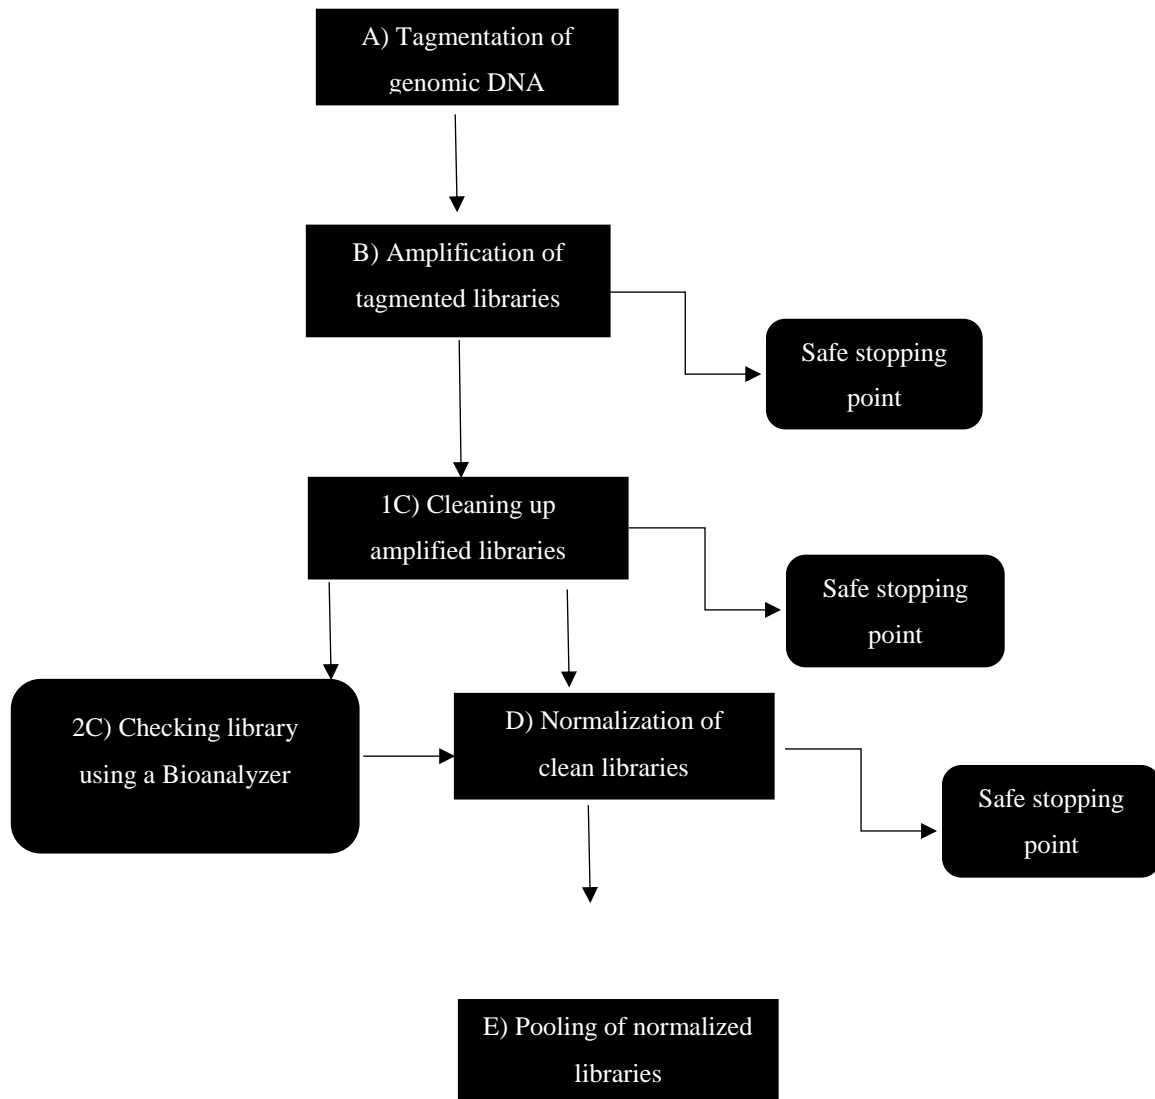 A) Tagmentation of
genomic DNA
B) Amplification of
tagmented libraries
Safe stopping
point
1C) Cleaning up
amplified libraries
Safe stopping
point
2C) Checking library
using a Bioanalyzer
D) Normalization of
clean libraries
Safe stopping
point
E) Pooling of normalized
libraries